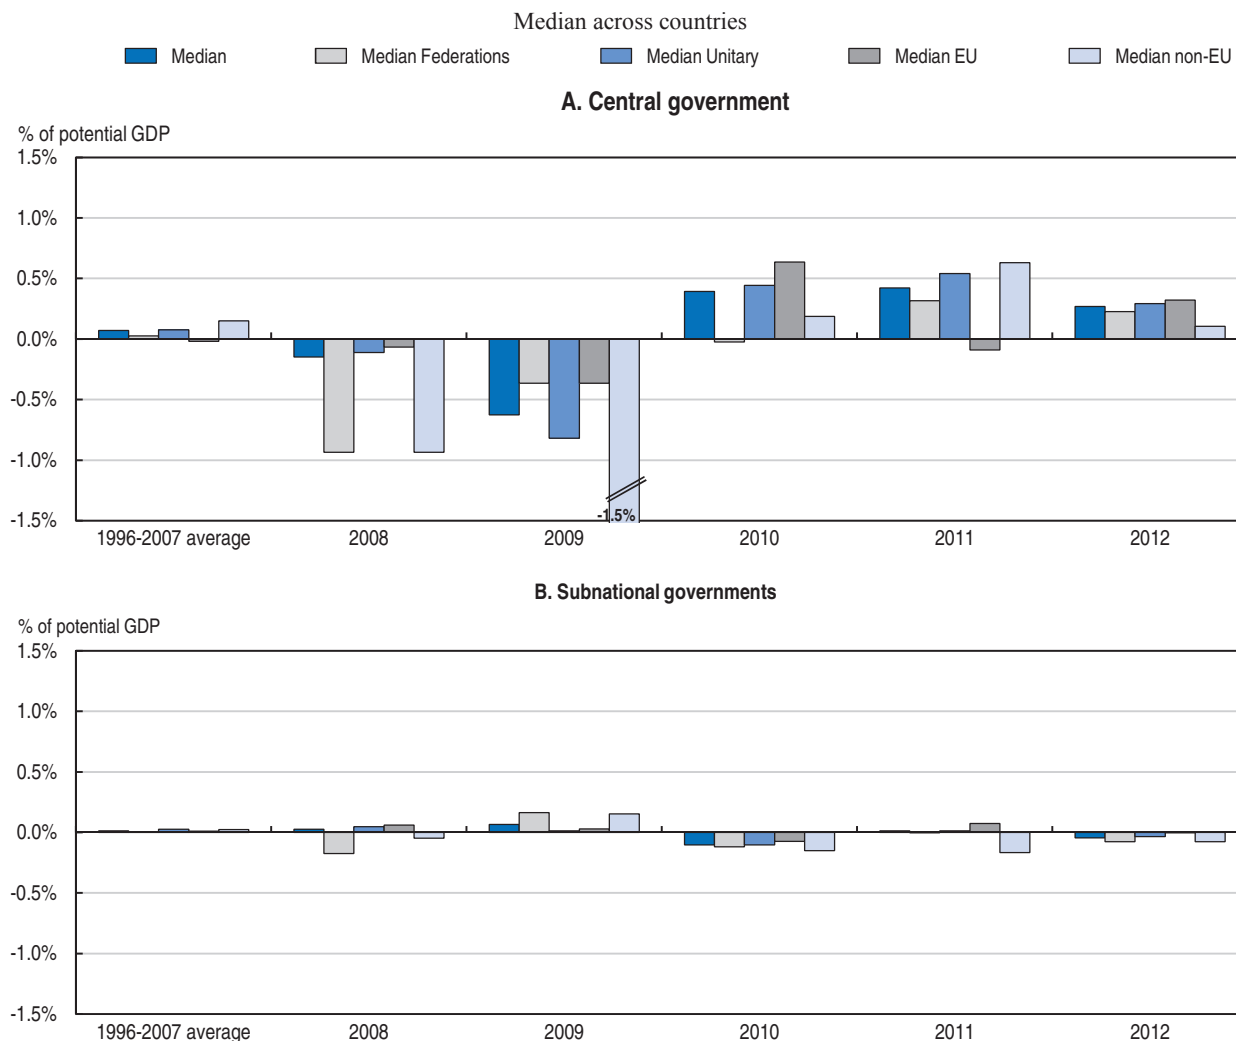 Median across countries
Median Median Federations Median Unitary Median EU Median non-EU
A. Central government
% of potential GDP
1.5%
1.0%
0.5%
0.0%
-0.5%
-1.0%
-1.5%
-1.5%
1996-2007 average 2008 2009 2010 2011 2012
B. Subnational governments
% of potential GDP
1.5%
1.0%
0.5%
0.0%
-0.5%
-1.0%
-1.5%
1996-2007 average 2008 2009 2010 2011 2012